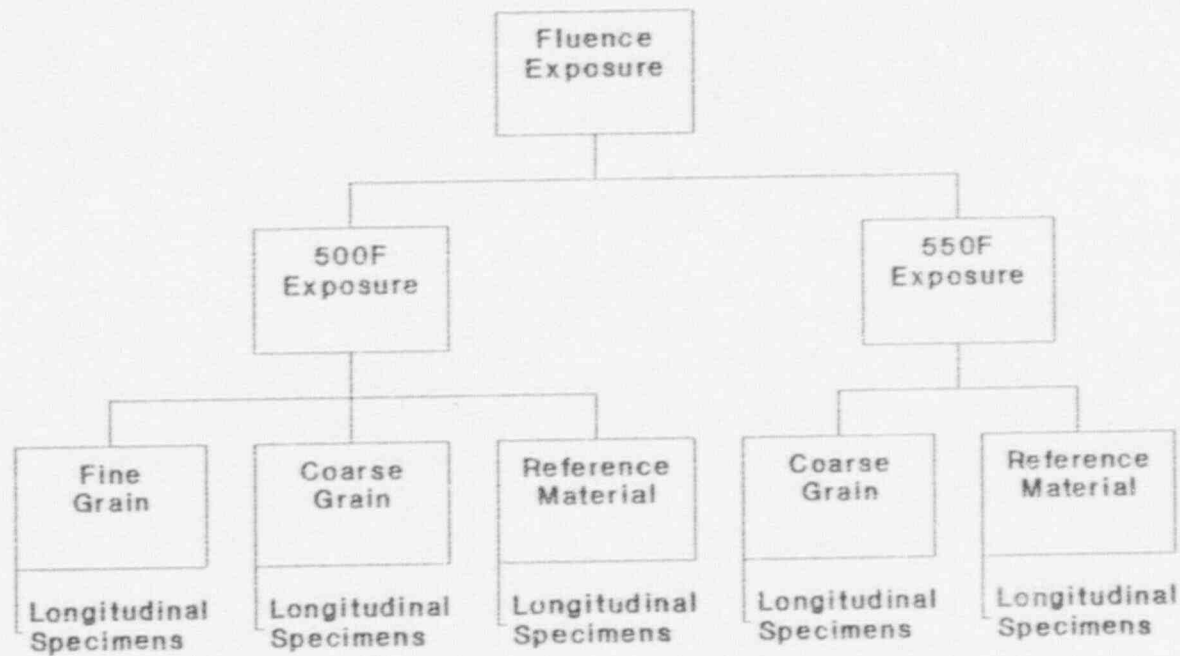 Fluence
Exposure
500F
Exposure
550F
Exposure
Fine
Grain
Coarse
Grain
Reference
Material
Coarse
Grain
Reference
Material
Longitudinal
Specimens
Longitudinal
Specimens
Longitudinal
Specimens
Longitudinal
Specimens
Longitudinal
Specimens